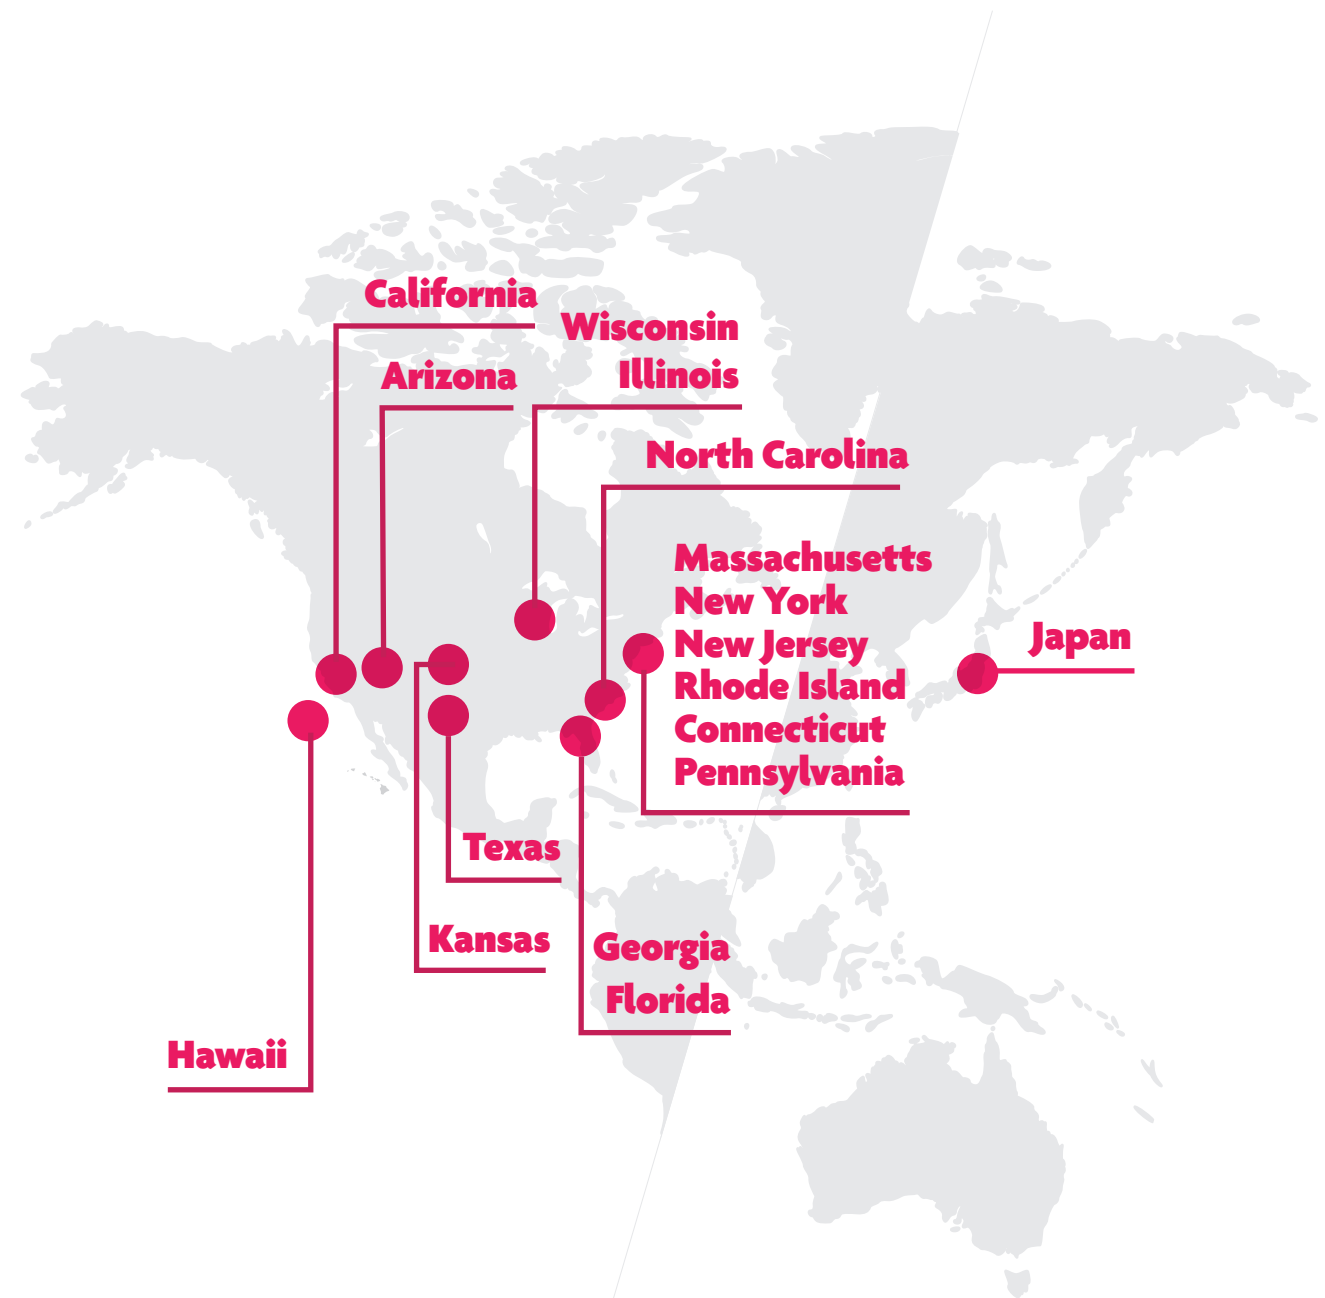 California
Wisconsin
Illinois
Arizona
North Carolina
Massachusetts
New York
New Jersey
Rhode Island
Connecticut
Pennsylvania
Japan
Texas
Kansas
Georgia
Florida
Hawaii